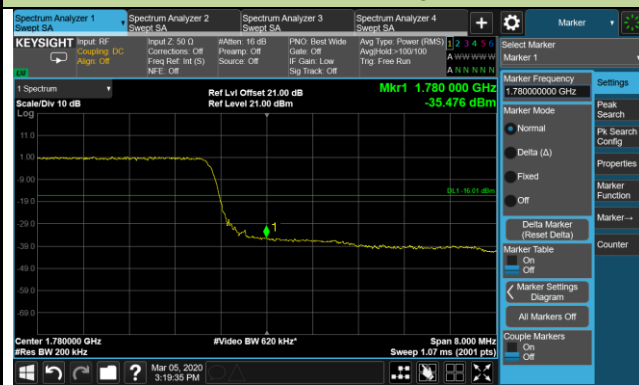 Spectrum Analyzer 1
Swept SA
Spectrum Analyzer 2
Swept SA
Spectrum Analyzer 3
Swept SA
Spectrum Analyzer 4
Swept SA
+
Marker
KEYSIGHT
Input: RF
Coupling: DC
Align: Off
Input Z: 50 Ω
Corrections: Off
Freq Ref: Int (S)
NFE: Off
#Atten: 16 dB
Preamp: Off
Source: Off
PNO: Best Wide
Gate: Off
IF Gain: Low
Sig Track: Off
Avg Type: Power (RMS)
Avg|Hold:>100/100
Trig: Free Run
1 2 3 4 5 6
A W W W W W
A N N N N N
LXI
Select Marker
Marker 1
1 Spectrum
Scale/Div 10 dB
Log
Ref Lvl Offset 21.00 dB
Ref Level 21.00 dBm
Mkr1 1.780 000 GHz
-35.476 dBm
11.0
1.00
-9.00
-19.0
-29.0
-39.0
-49.0
-59.0
-69.0
DL1 -16.01 dBm
1
Center 1.780000 GHz
#Res BW 200 kHz
#Video BW 620 kHz*
Span 8.000 MHz
Sweep 1.07 ms (2001 pts)
Marker Frequency
1.780000000 GHz
Marker Mode
Normal
Delta (Δ)
Fixed
Off
Delta Marker
(Reset Delta)
Marker Table
On
Off
Marker Settings
Diagram
All Markers Off
Couple Markers
On
Off
Settings
Peak
Search
Pk Search
Config
Properties
Marker
Function
Marker→
Counter
?
Mar 05, 2020
3:19:35 PM